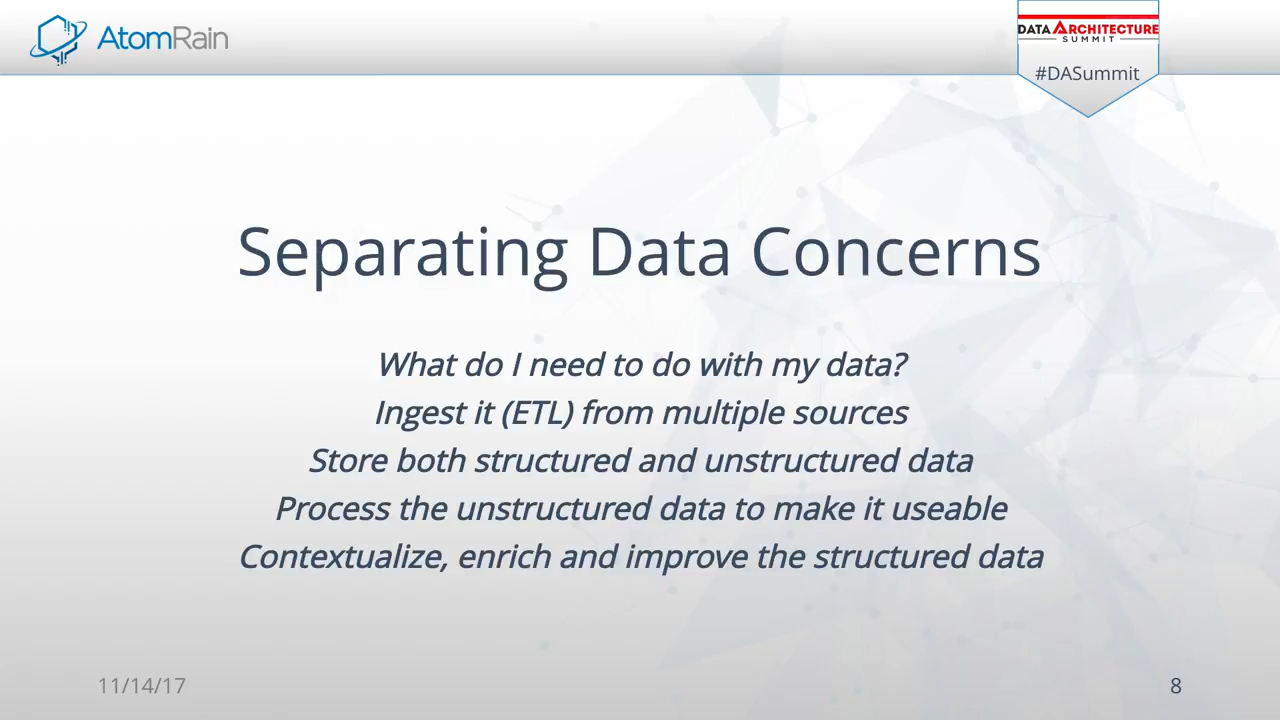 AtomRain
DATA ARCHITECTURE
SUMMIT
#DASummit
Separating Data Concerns
What do I need to do with my data?
Ingest it (ETL) from multiple sources
Store both structured and unstructured data
Process the unstructured data to make it useable
Contextualize, enrich and improve the structured data
11/14/17
8